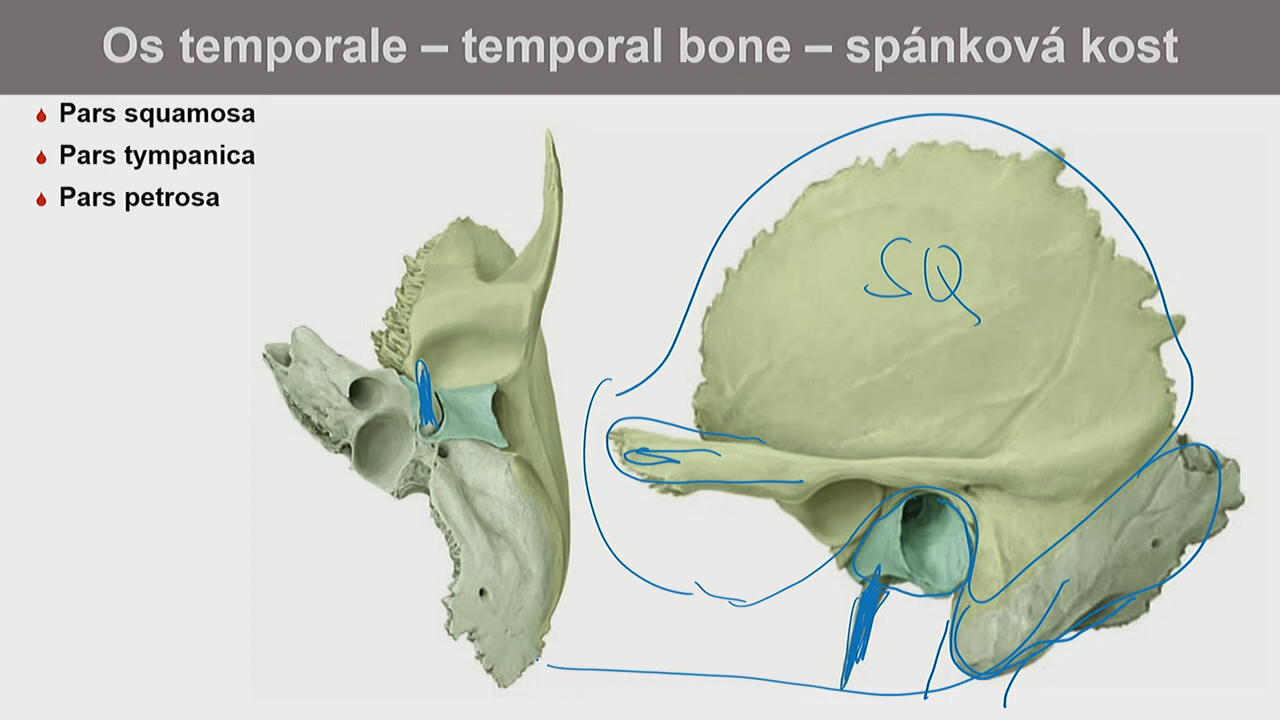 Os temporale – temporal bone – spánková kost
Pars squamosa
Pars tympanica
Pars petrosa
SQ